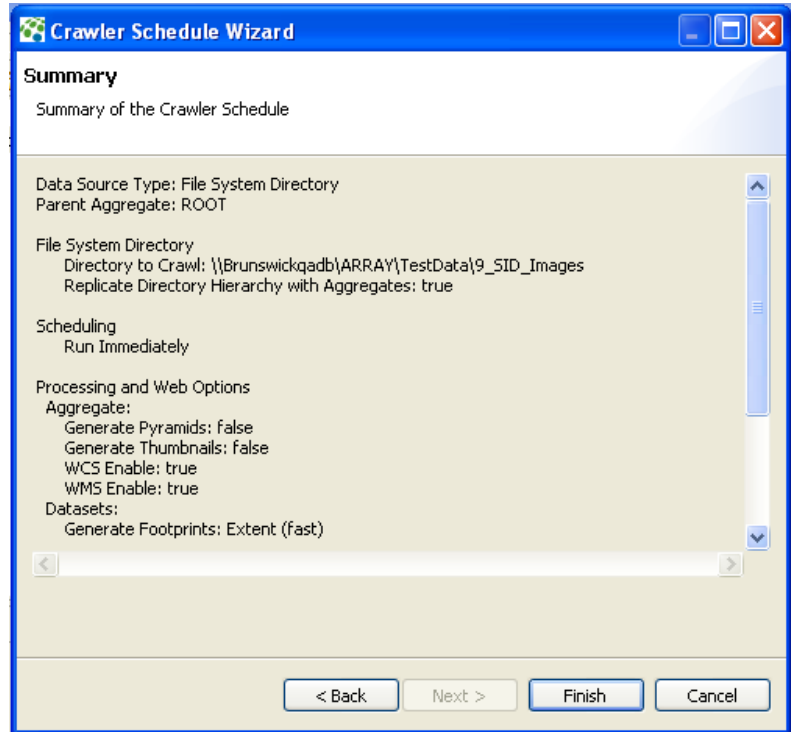 Crawler Schedule Wizard
Summary
Summary of the Crawler Schedule
Data Source Type: File System Directory
Parent Aggregate: ROOT
File System Directory
Directory to Crawl: \\Brunswickqadb\ARRAY\TestData\9_SID_Images
Replicate Directory Hierarchy with Aggregates: true
Scheduling
Run Immediately
Processing and Web Options
Aggregate:
Generate Pyramids: false
Generate Thumbnails: false
WCS Enable: true
WMS Enable: true
Datasets:
Generate Footprints: Extent (fast)
< Back Next > Finish Cancel